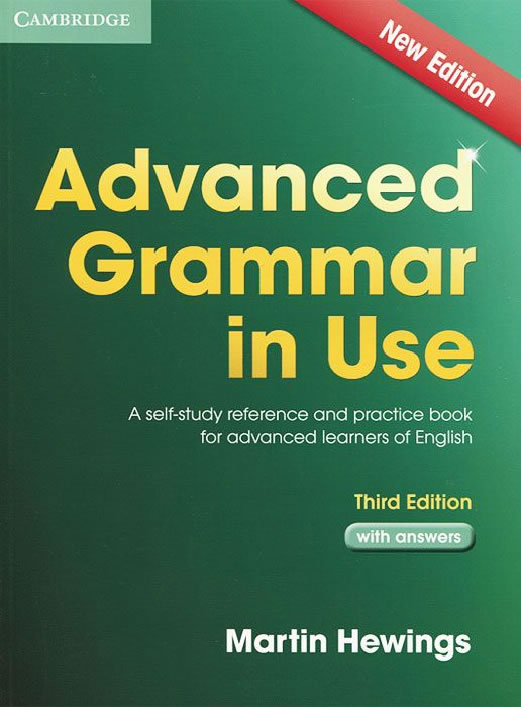 CAMBRIDGE
New Edition
Advanced
Grammar
in Use
A self-study reference and practice book
for advanced learners of English
Third Edition
with answers
Martin Hewings